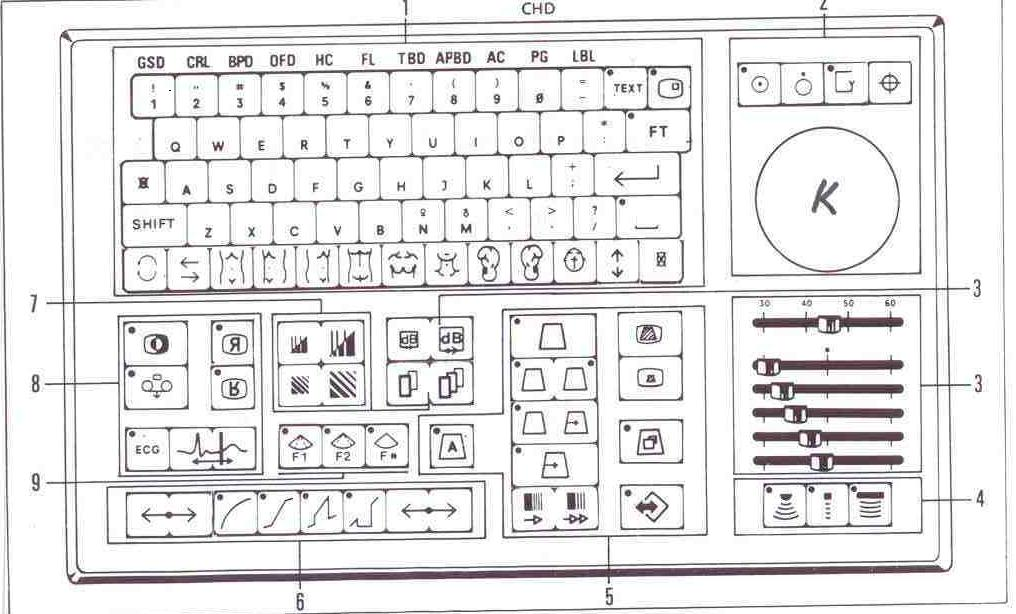 1 CHD 2
GSD CRL BPD OFD HC FL TBD APBD AC PG LBL
! " # $ % & ' ( ) =
1 2 3 4 5 6 7 8 9 Ø - TEXT
Q W E R T Y U I O P * : FT
A S D F G H J K L + ;
SHIFT Z X C V B N M < , > . ? /
K
7 3
30 40 50 60
R dB dB
8 R 3
ECG F1 F2 F# A
9
4
6 5